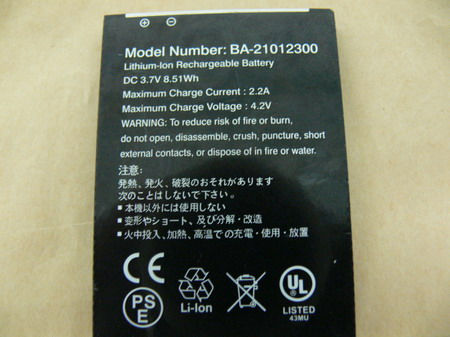 Model Number: BA-21012300
Lithium-Ion Rechargeable Battery
DC 3.7V 8.51Wh
Maximum Charge Current : 2.2A
Maximum Charge Voltage : 4.2V
WARNING: To reduce risk of fire or burn,
do not open, disassemble, crush, puncture, short
external contacts, or dispose of in fire or water.
注意:
発熱、発火、破裂のおそれがあります
次のことはしないで下さい
■本機以外には使用しない
■変形やショート、及び分解・改造
■火中投入、加熱、高温での充電・使用・放置
CE
PS
E
Li-Ion
UL
LISTED
43MU